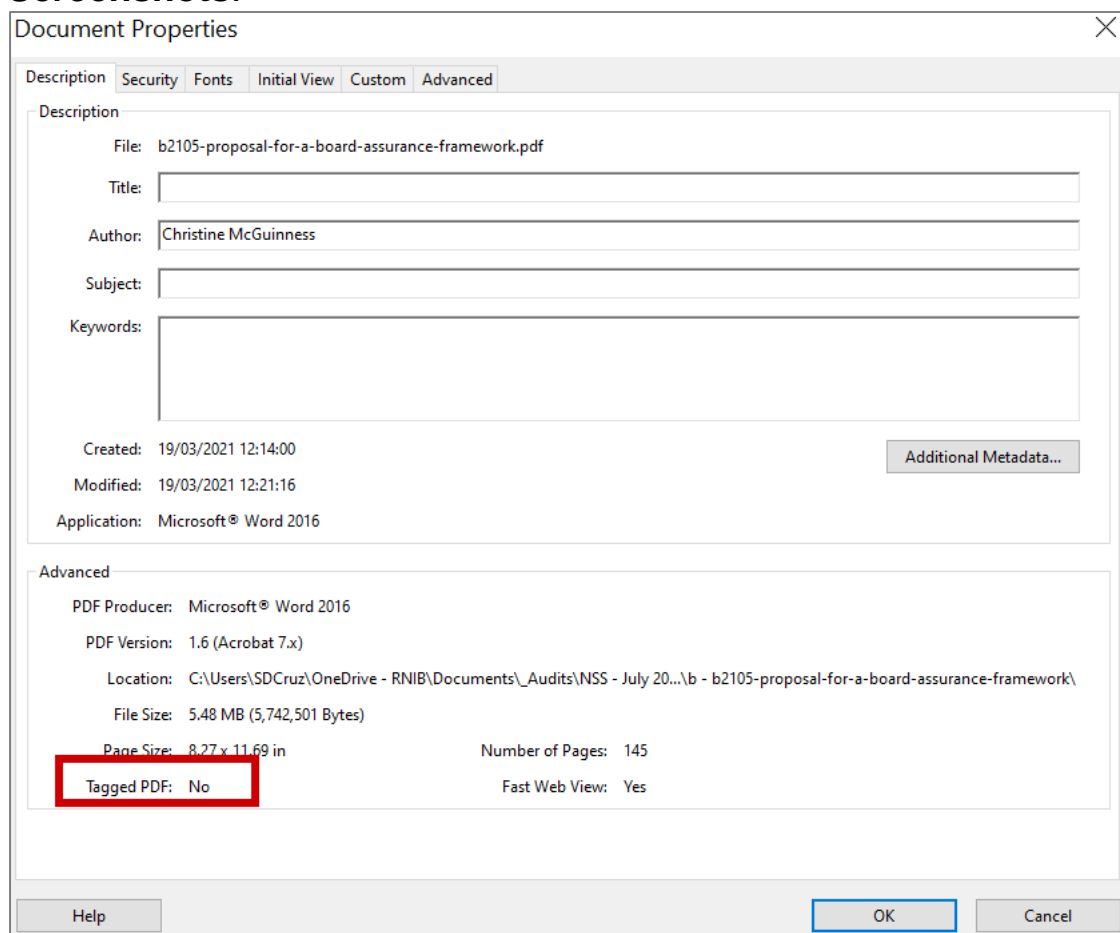 Screenshots:
Document Properties
Description Security Fonts Initial View Custom Advanced
Description
File: b2105-proposal-for-a-board-assurance-framework.pdf
Title:
Author: Christine McGuinness
Subject:
Keywords:
Created: 19/03/2021 12:14:00
Additional Metadata...
Modified: 19/03/2021 12:21:16
Application: Microsoft® Word 2016
Advanced
PDF Producer: Microsoft® Word 2016
PDF Version: 1.6 (Acrobat 7.x)
Location: C:\Users\SDCruz\OneDrive - RNIB\Documents\_Audits\NSS - July 20...\b - b2105-proposal-for-a-board-assurance-framework\
File Size: 5.48 MB (5,742,501 Bytes)
Page Size: 8.27 x 11.69 in Number of Pages: 145
Tagged PDF: No Fast Web View: Yes
Help OK Cancel